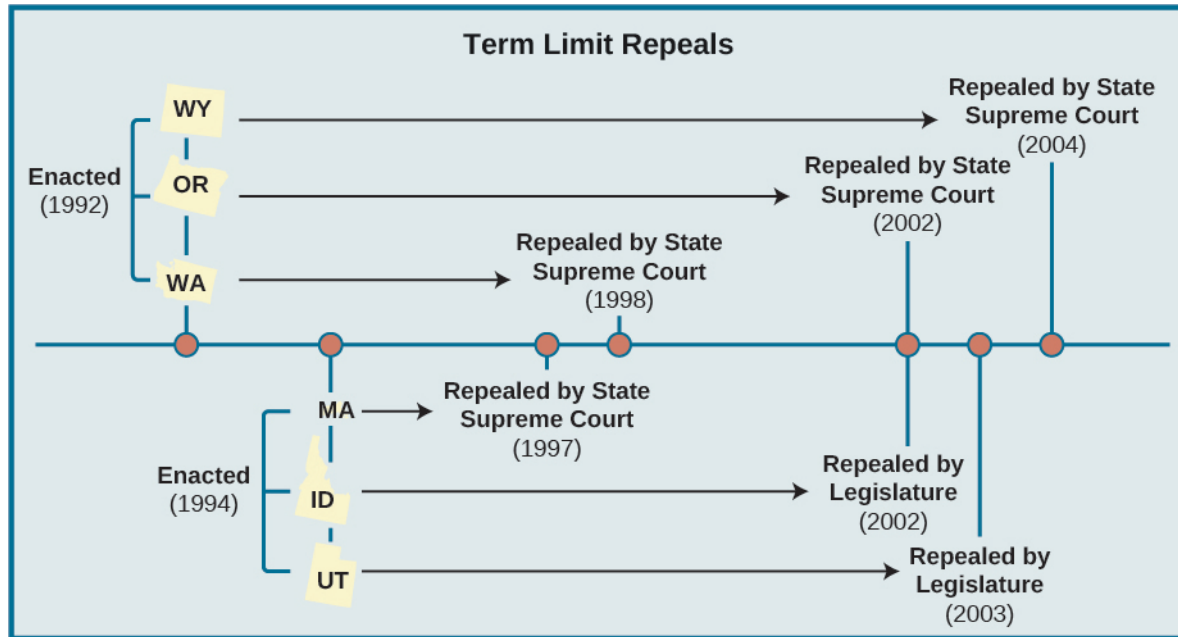 Term Limit Repeals
WY
Repealed by State
Supreme Court
(2004)
Enacted
(1992)
OR
Repealed by State
Supreme Court
(2002)
WA
Repealed by State
Supreme Court
(1998)
MA
Repealed by State
Supreme Court
(1997)
Enacted
(1994)
ID
Repealed by
Legislature
(2002)
UT
Repealed by
Legislature
(2003)